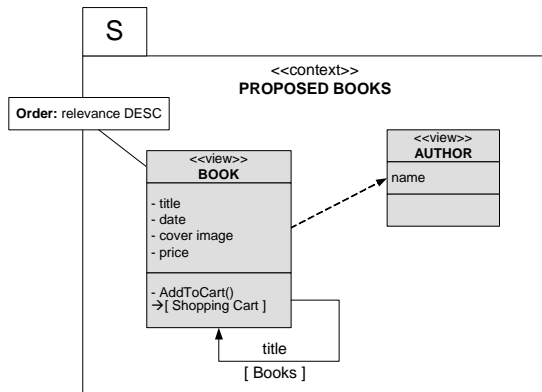 S
<<context>>
PROPOSED BOOKS
Order: relevance DESC
<<view>>
BOOK
- title
- date
- cover image
- price
- AddToCart()
→[ Shopping Cart ]
<<view>>
AUTHOR
name
title
[ Books ]